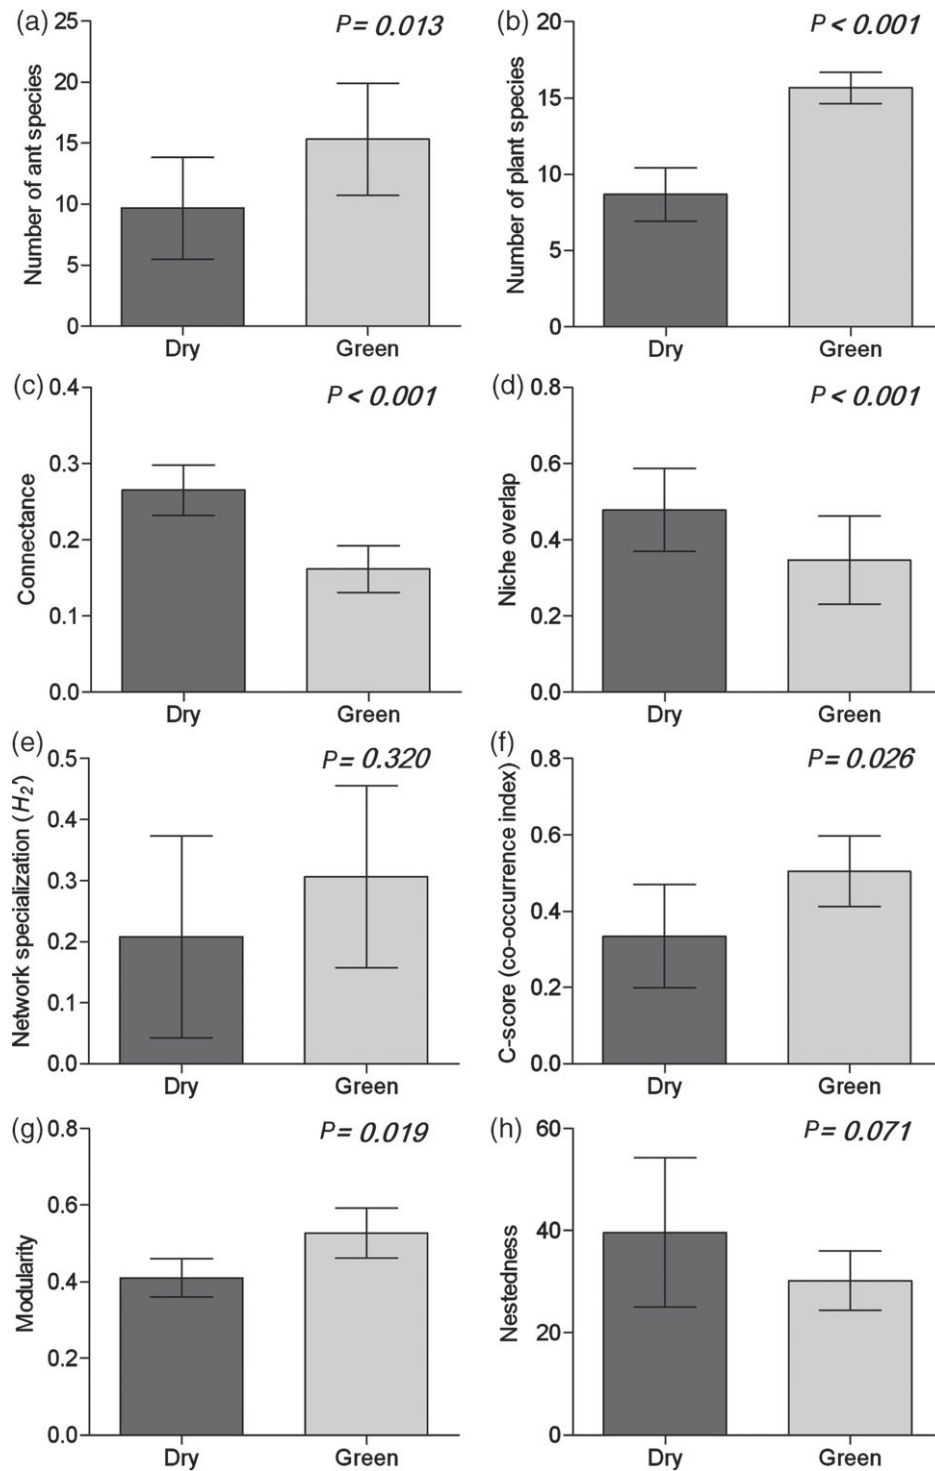 (a)
P = 0.013
Number of ant species
25
20
15
10
5
0
Dry Green
(b)
P < 0.001
Number of plant species
20
15
10
5
0
Dry Green
(c)
P < 0.001
Connectance
0.4
0.3
0.2
0.1
0.0
Dry Green
(d)
P < 0.001
Niche overlap
0.8
0.6
0.4
0.2
0.0
Dry Green
(e)
P = 0.320
Network specialization (H2')
0.5
0.4
0.3
0.2
0.1
0.0
Dry Green
(f)
P = 0.026
C-score (co-occurrence index)
0.8
0.6
0.4
0.2
0.0
Dry Green
(g)
P = 0.019
Modularity
0.8
0.6
0.4
0.2
0.0
Dry Green
(h)
P = 0.071
Nestedness
60
40
20
0
Dry Green